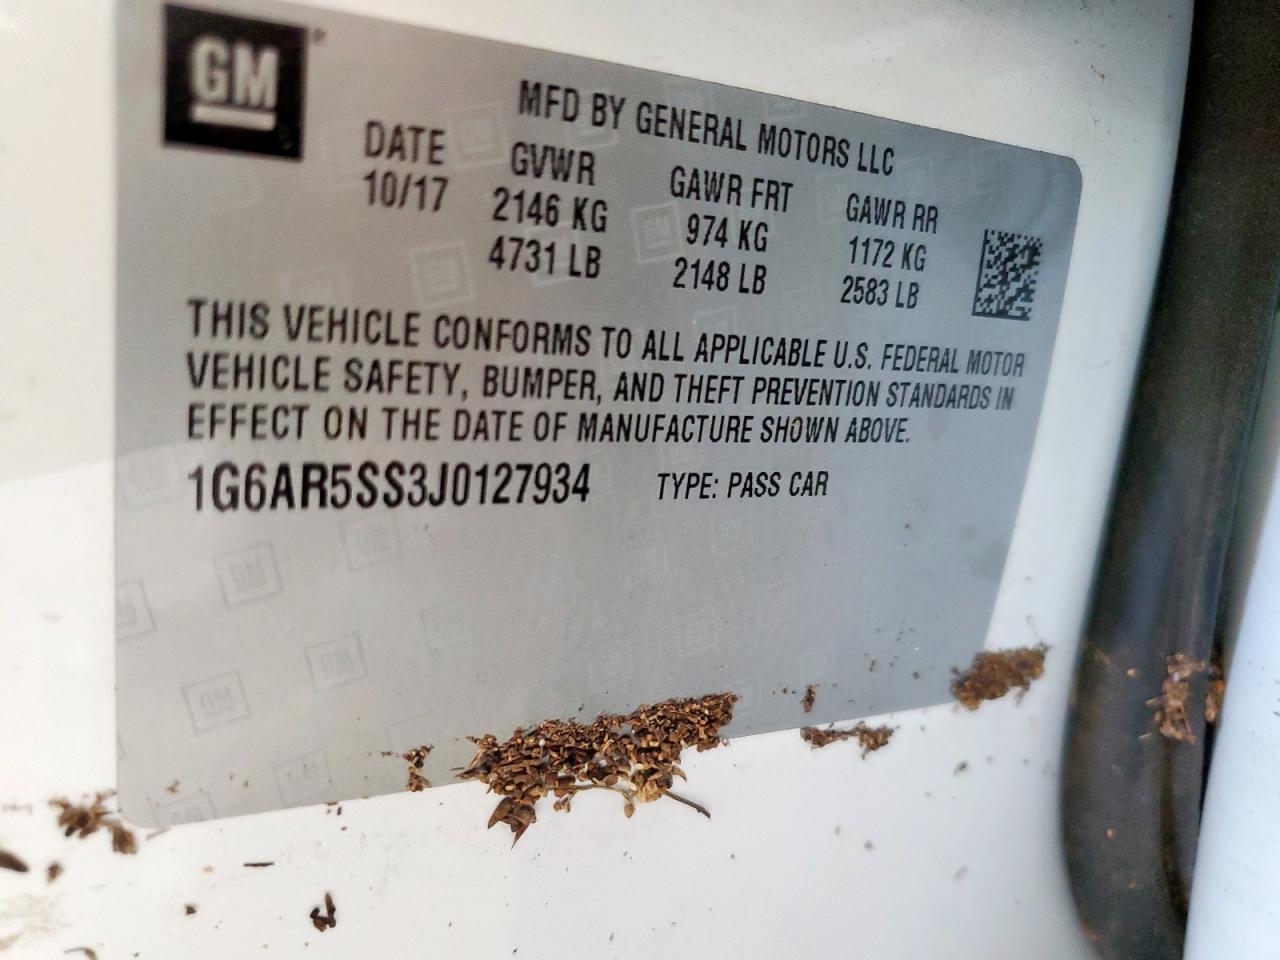 GM
MFD BY GENERAL MOTORS LLC
DATE GVWR GAWR FRT GAWR RR
10/17 2146 KG 974 KG 1172 KG
4731 LB 2148 LB 2583 LB
THIS VEHICLE CONFORMS TO ALL APPLICABLE U.S. FEDERAL MOTOR
VEHICLE SAFETY, BUMPER, AND THEFT PREVENTION STANDARDS IN
EFFECT ON THE DATE OF MANUFACTURE SHOWN ABOVE.
1G6AR5SS3J0127934 TYPE: PASS CAR